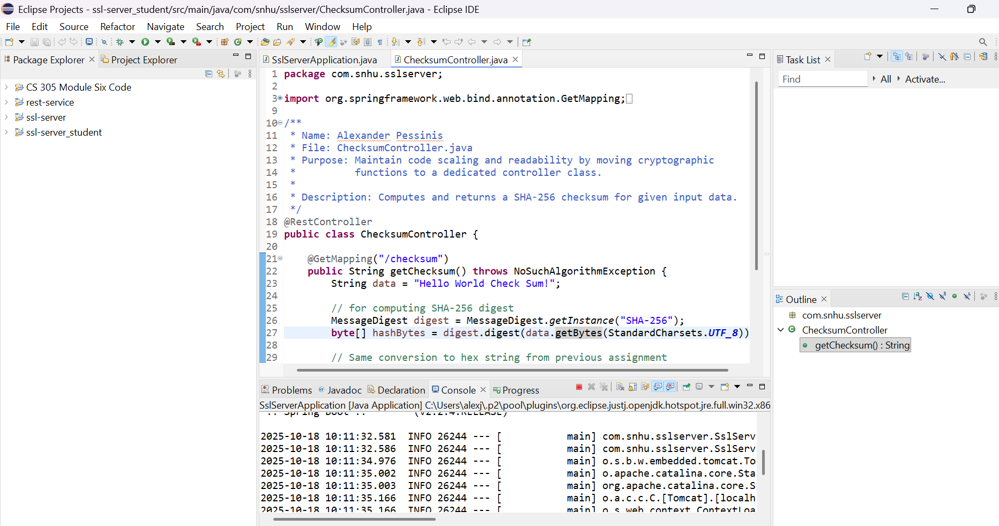 Eclipse Projects - ssl-server_student/src/main/java/com/snhu/sslserver/ChecksumController.java - Eclipse IDE
File Edit Source Refactor Navigate Search Project Run Window Help
Package Explorer
Project Explorer
CS 305 Module Six Code
rest-service
ssl-server
ssl-server_student
SslServerApplication.java
ChecksumController.java
1 package com.snhu.sslserver;
2
3 import org.springframework.web.bind.annotation.GetMapping;
9
10 /**
11 * Name: Alexander Pessinis
12 * File: ChecksumController.java
13 * Purpose: Maintain code scaling and readability by moving cryptographic
14 * functions to a dedicated controller class.
15 *
16 * Description: Computes and returns a SHA-256 checksum for given input data.
17 */
18 @RestController
19 public class ChecksumController {
20
21 @GetMapping("/checksum")
22 public String getChecksum() throws NoSuchAlgorithmException {
23 String data = "Hello World Check Sum!";
24
25 // for computing SHA-256 digest
26 MessageDigest digest = MessageDigest.getInstance("SHA-256");
27 byte[] hashBytes = digest.digest(data.getBytes(StandardCharsets.UTF_8))
28
29 // Same conversion to hex string from previous assignment
Problems @ Javadoc Declaration Console Progress
SslServerApplication [Java Application] C:\Users\alexj\.p2\pool\plugins\org.eclipse.justj.openjdk.hotspot.jre.full.win32.x86
:: Spring Boot :: (v2.2.4.RELEASE)
2025-10-18 10:11:32.581 INFO 26244 --- [ main] com.snhu.sslserver.SslServ
2025-10-18 10:11:32.586 INFO 26244 --- [ main] com.snhu.sslserver.SslServ
2025-10-18 10:11:34.976 INFO 26244 --- [ main] o.s.b.w.embedded.tomcat.To
2025-10-18 10:11:35.002 INFO 26244 --- [ main] o.apache.catalina.core.Sta
2025-10-18 10:11:35.003 INFO 26244 --- [ main] org.apache.catalina.core.S
2025-10-18 10:11:35.166 INFO 26244 --- [ main] o.a.c.c.C.[Tomcat].[localh
2025-10-18 10:11:35.166 INFO 26244 --- [ main] o.s.web.context.ContextLoa
Task List
Find
All
Activate...
Outline
com.snhu.sslserver
ChecksumController
getChecksum() : String